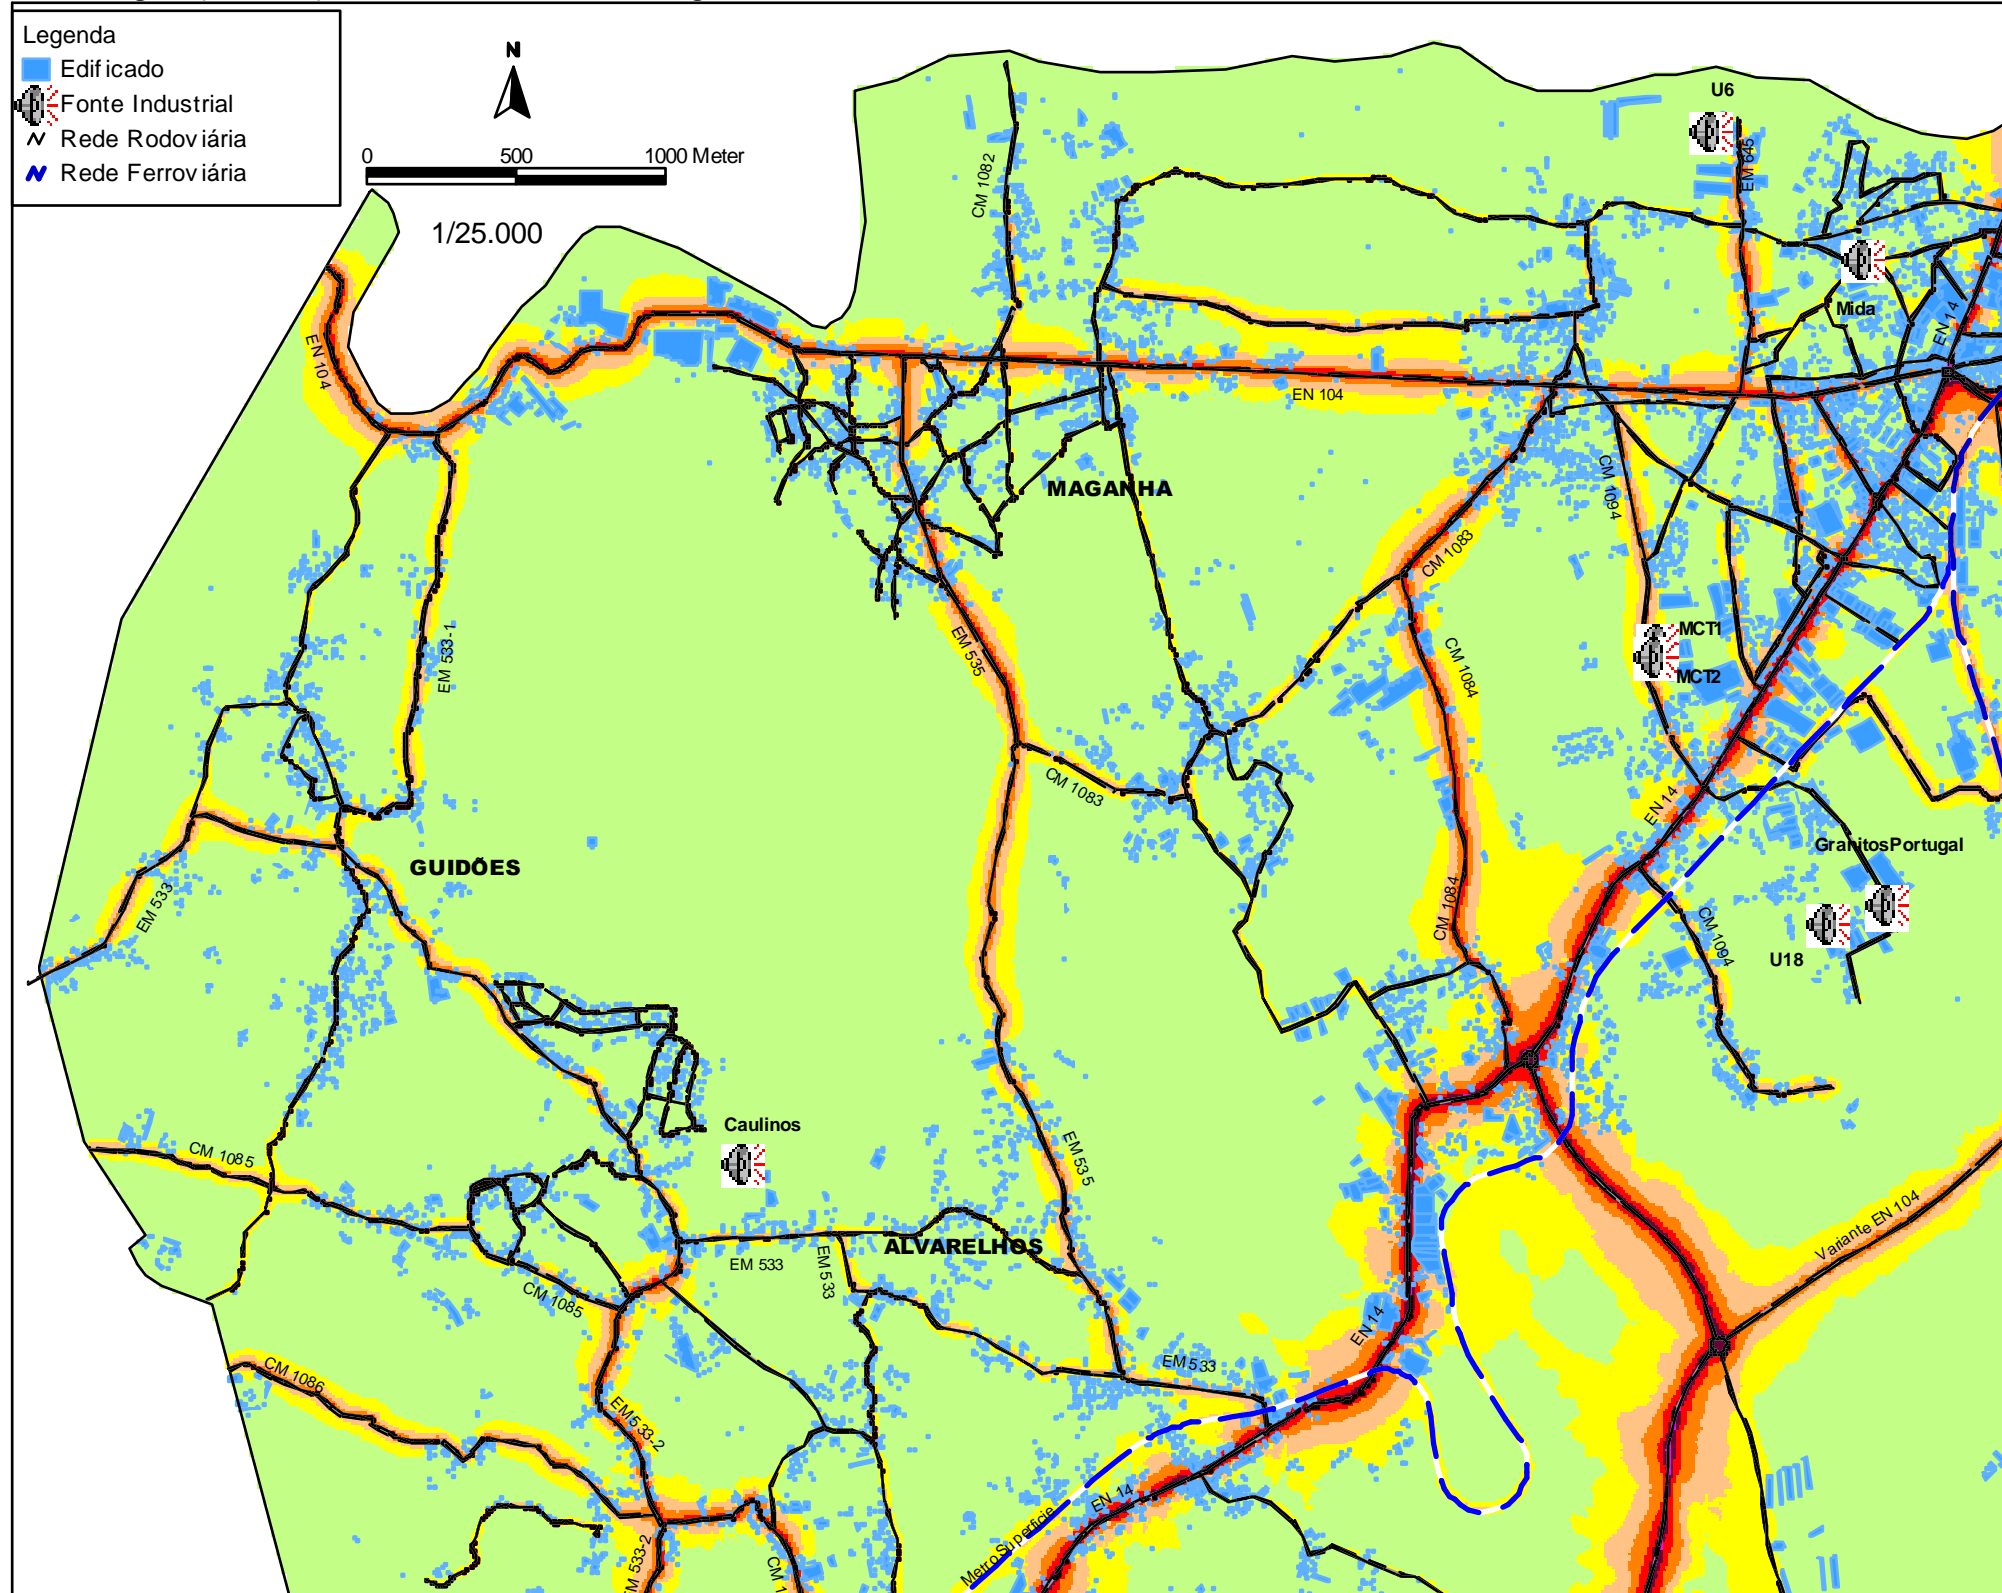 Legenda
Edificado
Fonte Industrial
Rede Rodoviária
Rede Ferroviária
N
0 500 1000 Meter
1/25.000
U6
EM 645
CM 1082
Mida
EN 14
EN 104
EN 104
MAGANHA
CM 1094
CM 1083
EM 533-1
EM 535
CM 1084
MCT1
MCT2
CM 1083
EN 14
GranitosPortugal
GUIDÕES
EM 533
CM 1084
CM 1094
U18
Caulinos
CM 1085
EM 535
Variante EN 104
ALVARELHOS
EM 533
EM 533
CM 1085
EN 14
EM 533
CM 1086
EM 533-2
EN 14
Metro Superficie
M 533-2
CM 1